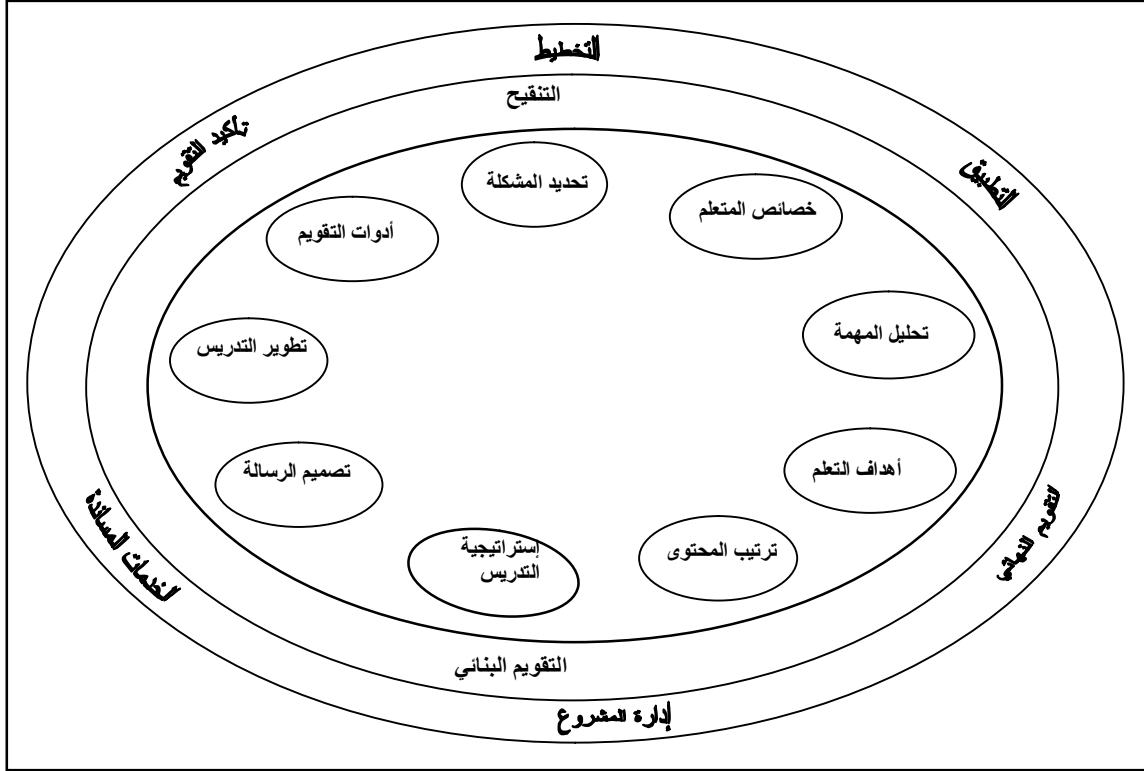 التخطيط
التنقيح
تأكيد التقويم
التطبيق
تحديد المشكلة
خصائص المتعلم
أدوات التقويم
تحليل المهمة
تطوير التدريس
أهداف التعلم
تصميم الرسالة
التقويم النهائي
الخدمات المساندة
ترتيب المحتوى
إستراتيجية
التدريس
التقويم البنائي
إدارة المشروع